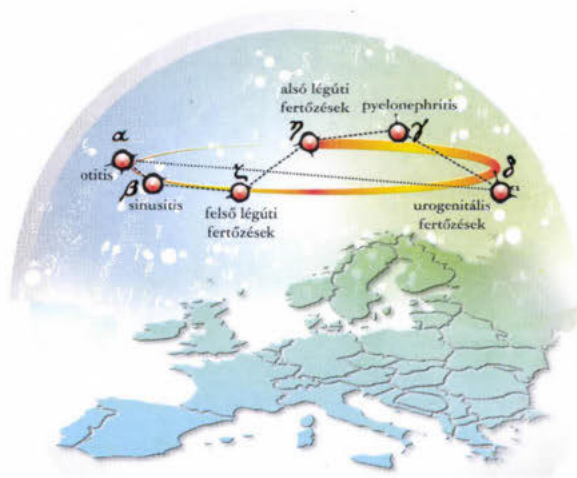 alsó légúti
fertőzések
η
pyelonephritis
γ
α
otitis
β
sinusitis
ζ
felső légúti
fertőzések
δ
urogenitális
fertőzések